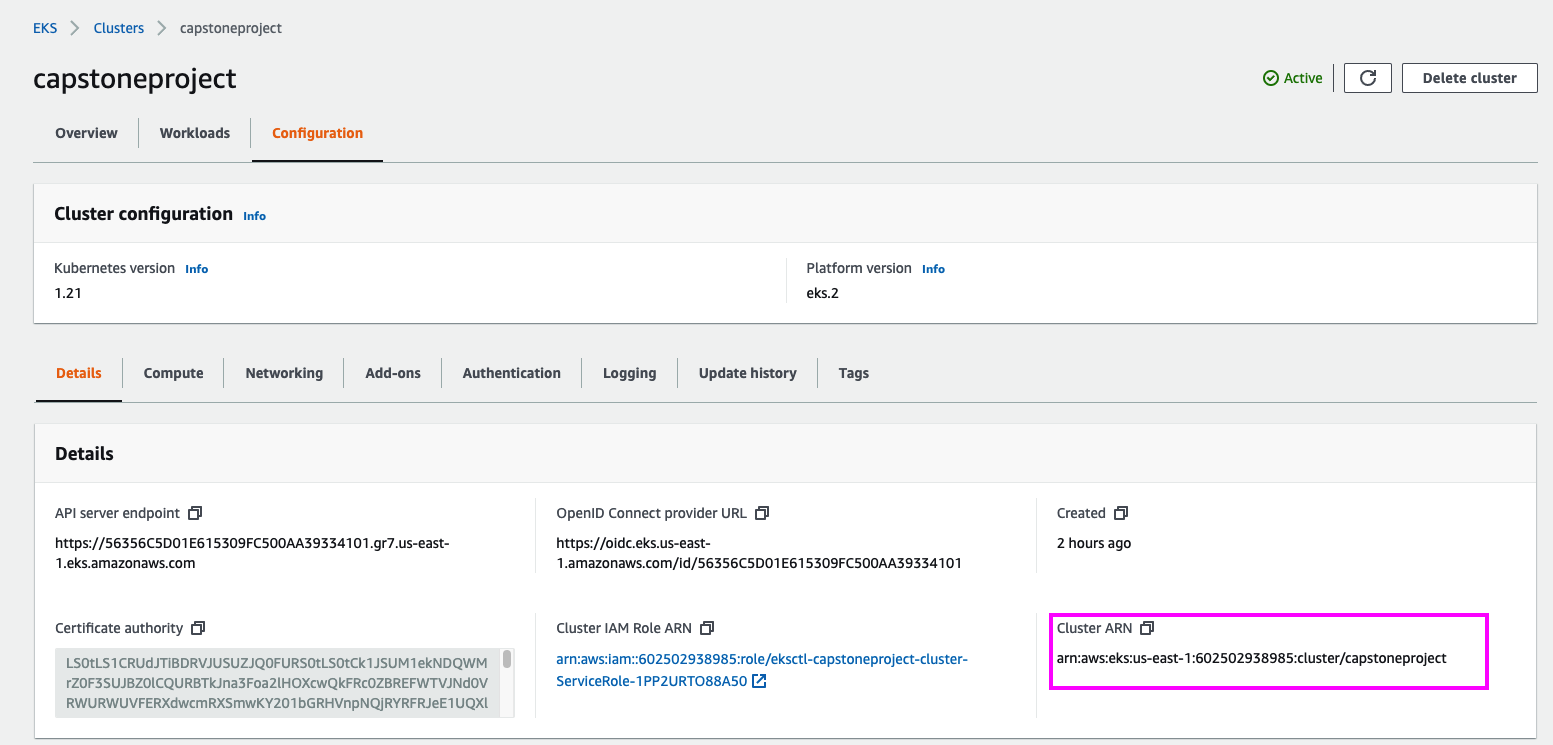 EKS > Clusters > capstoneproject
capstoneproject
Active
Delete cluster
Overview
Workloads
Configuration
Cluster configuration Info
Kubernetes version Info
1.21
Platform version Info
eks.2
Details
Compute
Networking
Add-ons
Authentication
Logging
Update history
Tags
Details
API server endpoint
https://56356C5D01E615309FC500AA39334101.gr7.us-east-
1.eks.amazonaws.com
OpenID Connect provider URL
https://oidc.eks.us-east-
1.amazonaws.com/id/56356C5D01E615309FC500AA39334101
Created
2 hours ago
Certificate authority
LS0tLS1CRUdJTiBDRVJUSUZJQ0FURS0tLS0tCk1JSUM1ekNDQWM
rZ0F3SUJBZ0lCQURBTkJna3Foa2lHOXcwQkFRc0ZBREFWTVJNd0V
RWURWUVFERXdwcmRXSmwKY201bGRHVnpNQjRYRFRJeE1UQXl
Cluster IAM Role ARN
arn:aws:iam::602502938985:role/eksctl-capstoneproject-cluster-
ServiceRole-1PP2URTO88A50
Cluster ARN
arn:aws:eks:us-east-1:602502938985:cluster/capstoneproject